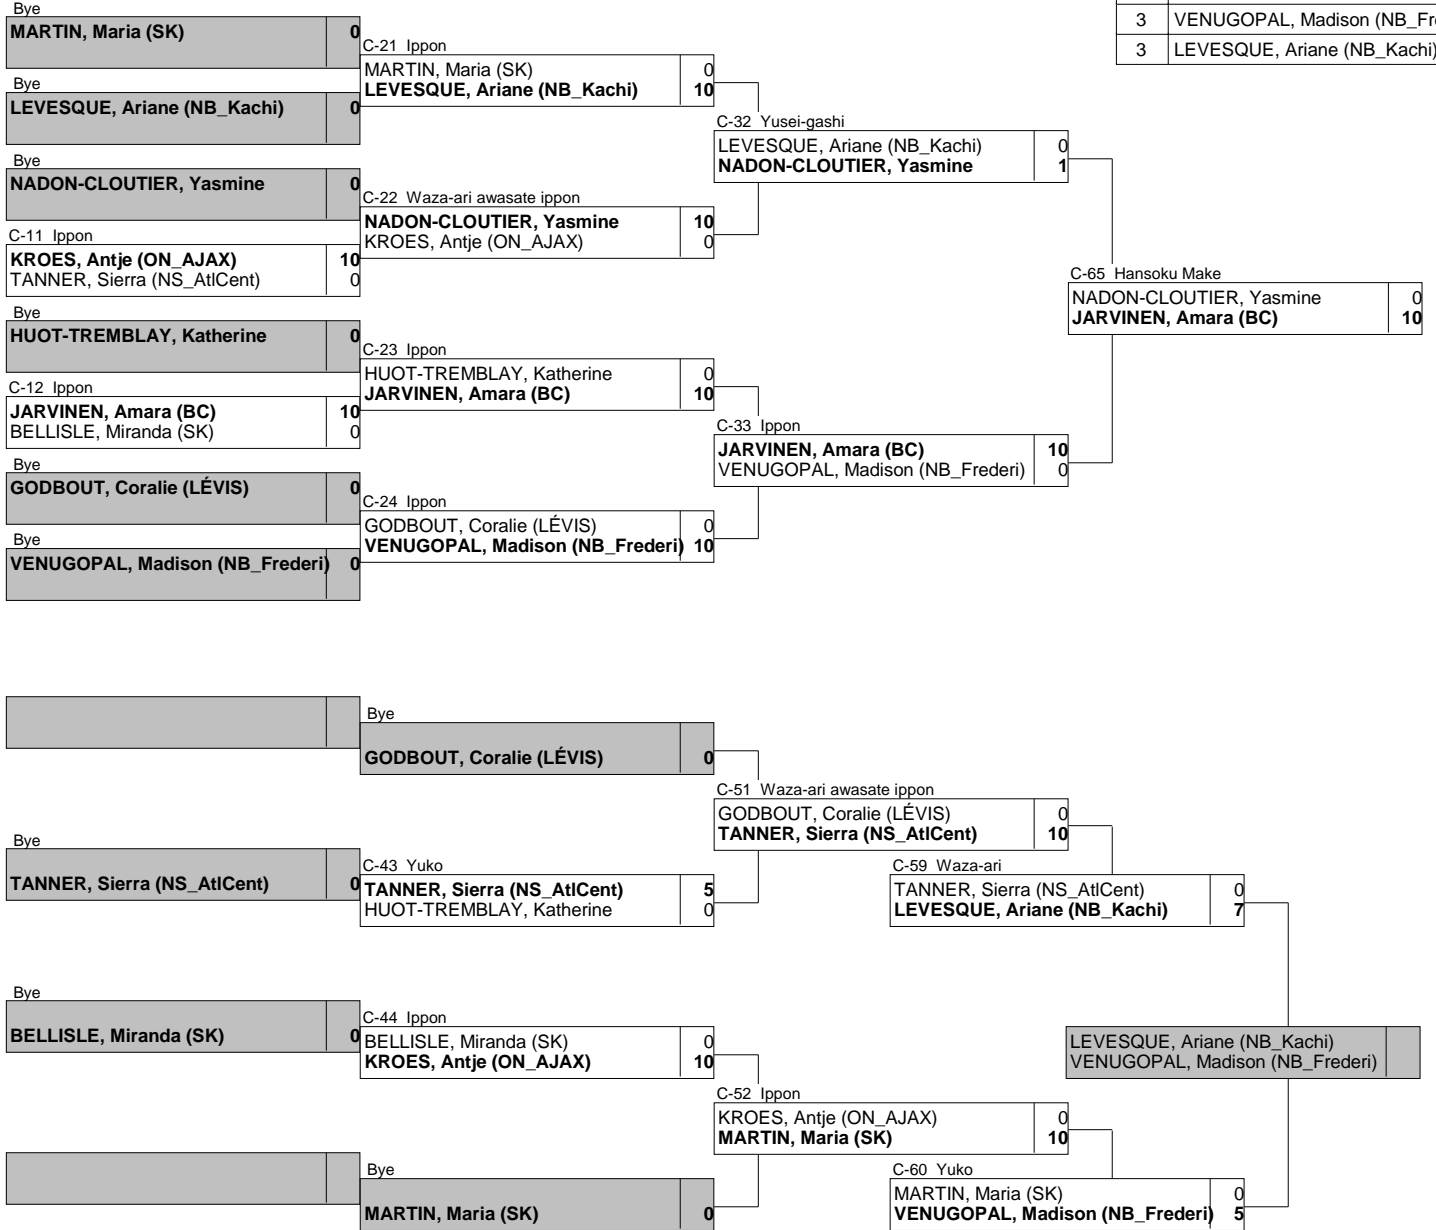 Bye
MARTIN, Maria (SK) 0
Bye
LEVESQUE, Ariane (NB_Kachi) 0
Bye
NADON-CLOUTIER, Yasmine 0
C-11 Ippon
KROES, Antje (ON_AJAX) 10
TANNER, Sierra (NS_AtlCent) 0
Bye
HUOT-TREMBLAY, Katherine 0
C-12 Ippon
JARVINEN, Amara (BC) 10
BELLISLE, Miranda (SK) 0
Bye
GODBOUT, Coralie (LÉVIS) 0
Bye
VENUGOPAL, Madison (NB_Frederi) 0
C-21 Ippon
MARTIN, Maria (SK) 0
LEVESQUE, Ariane (NB_Kachi) 10
C-22 Waza-ari awasate ippon
NADON-CLOUTIER, Yasmine 10
KROES, Antje (ON_AJAX) 0
C-23 Ippon
HUOT-TREMBLAY, Katherine 0
JARVINEN, Amara (BC) 10
C-24 Ippon
GODBOUT, Coralie (LÉVIS) 0
VENUGOPAL, Madison (NB_Frederi) 10
C-32 Yusei-gashi
LEVESQUE, Ariane (NB_Kachi) 0
NADON-CLOUTIER, Yasmine 1
C-33 Ippon
JARVINEN, Amara (BC) 10
VENUGOPAL, Madison (NB_Frederi) 0
C-65 Hansoku Make
NADON-CLOUTIER, Yasmine 0
JARVINEN, Amara (BC) 10
3 VENUGOPAL, Madison (NB_Fr
3 LEVESQUE, Ariane (NB_Kachi)
Bye
TANNER, Sierra (NS_AtlCent) 0
Bye
BELLISLE, Miranda (SK) 0
Bye
GODBOUT, Coralie (LÉVIS) 0
C-43 Yuko
TANNER, Sierra (NS_AtlCent) 5
HUOT-TREMBLAY, Katherine 0
C-44 Ippon
BELLISLE, Miranda (SK) 0
KROES, Antje (ON_AJAX) 10
Bye
MARTIN, Maria (SK) 0
C-51 Waza-ari awasate ippon
GODBOUT, Coralie (LÉVIS) 0
TANNER, Sierra (NS_AtlCent) 10
C-52 Ippon
KROES, Antje (ON_AJAX) 0
MARTIN, Maria (SK) 10
C-59 Waza-ari
TANNER, Sierra (NS_AtlCent) 0
LEVESQUE, Ariane (NB_Kachi) 7
C-60 Yuko
MARTIN, Maria (SK) 0
VENUGOPAL, Madison (NB_Frederi) 5
LEVESQUE, Ariane (NB_Kachi)
VENUGOPAL, Madison (NB_Frederi)